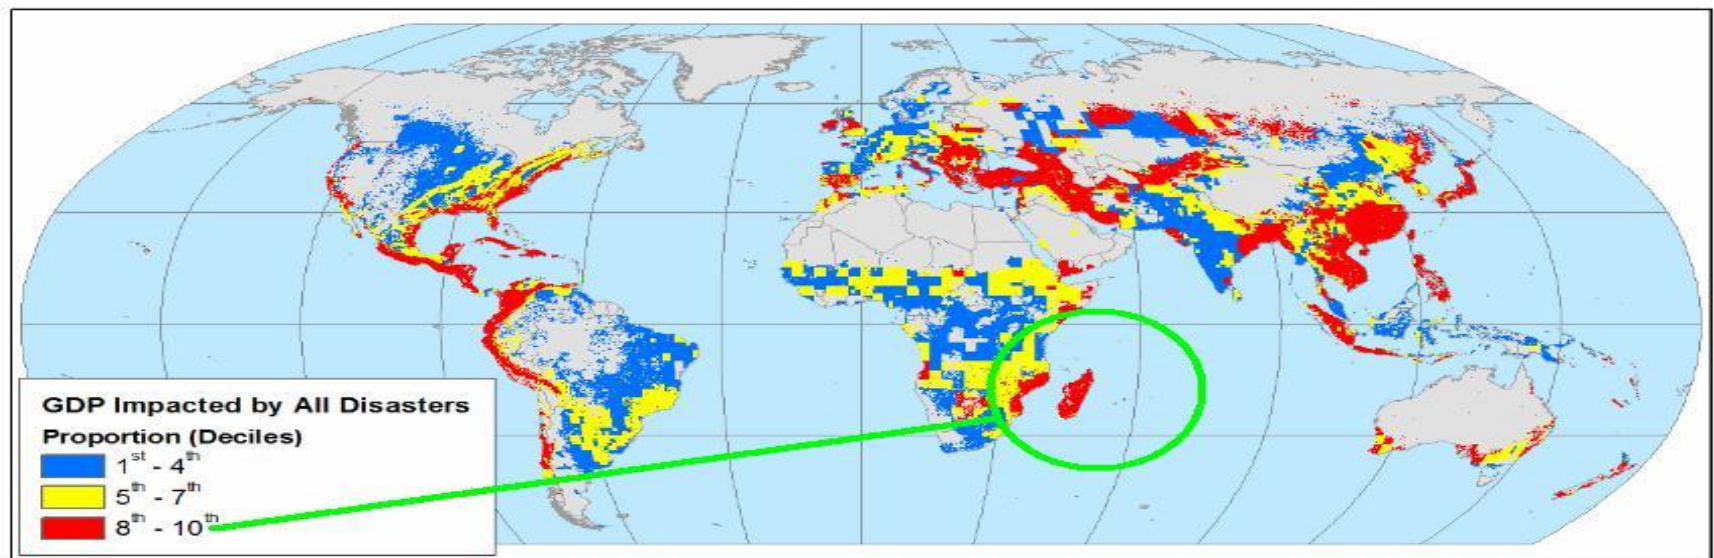 GDP Impacted by All Disasters
Proportion (Deciles)
1st - 4th
5th - 7th
8th - 10th